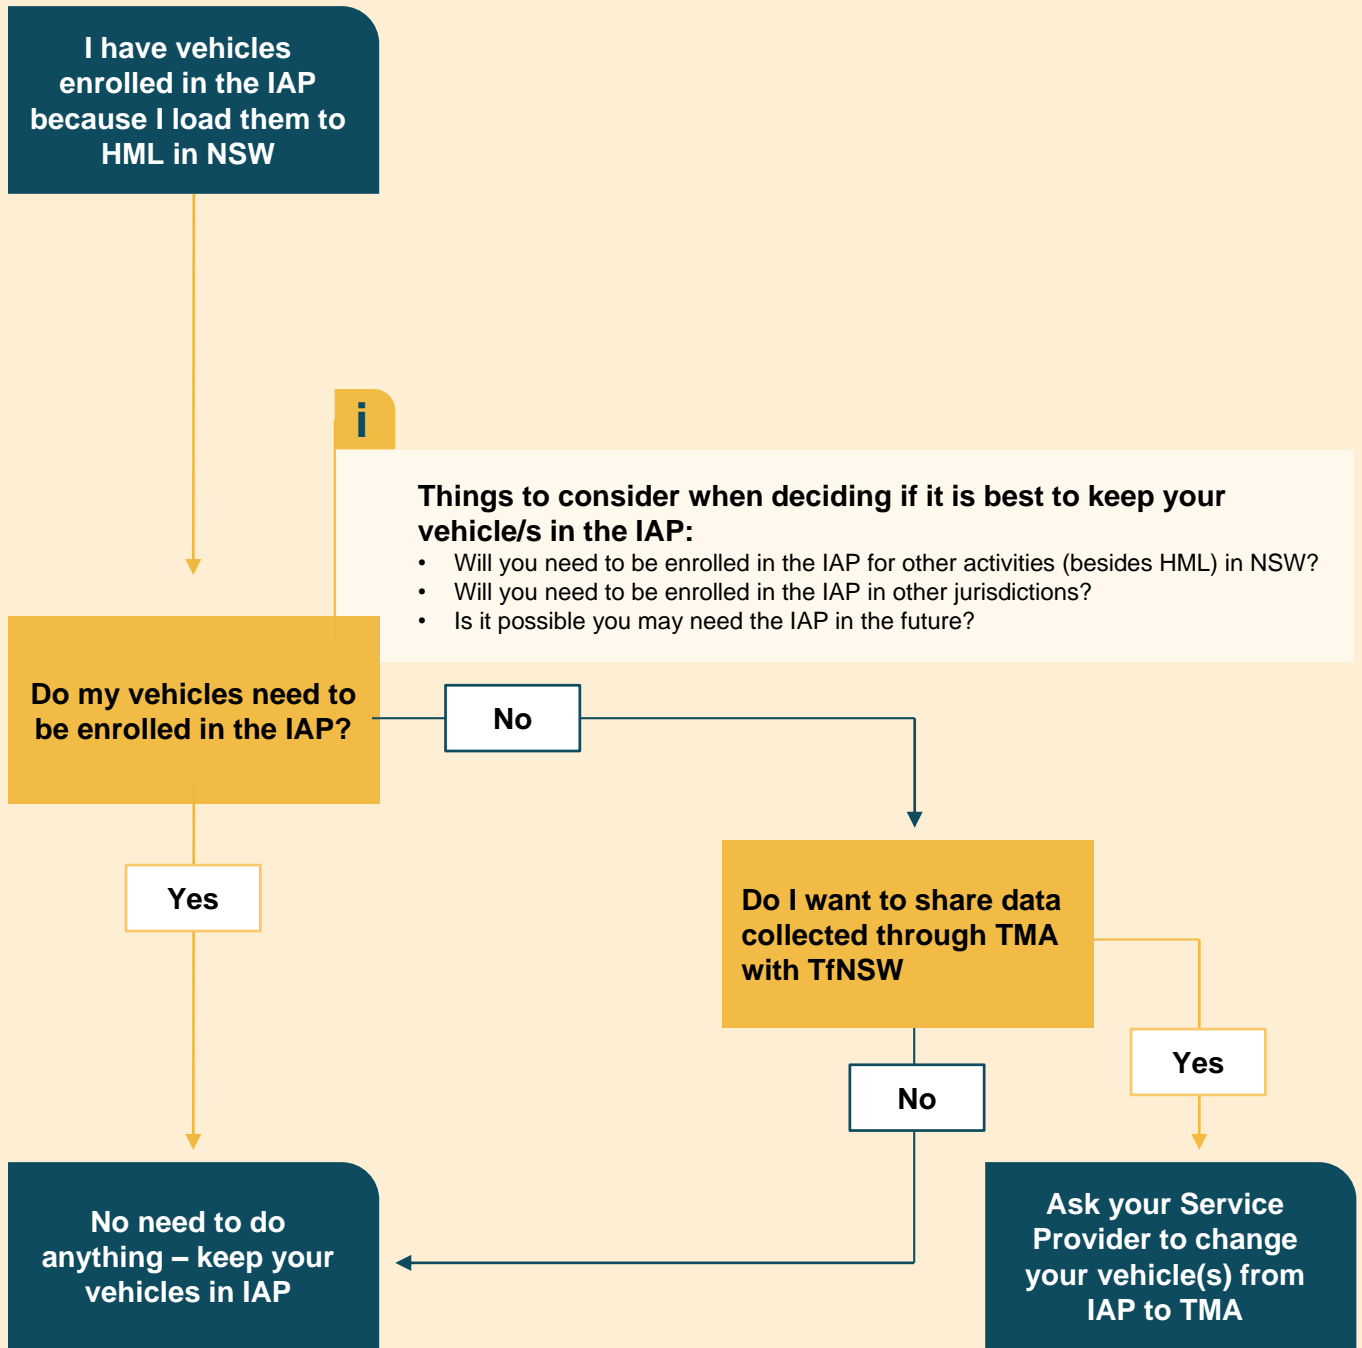 I have vehicles
enrolled in the IAP
because I load them to
HML in NSW
i
Things to consider when deciding if it is best to keep your
vehicle/s in the IAP:
• Will you need to be enrolled in the IAP for other activities (besides HML) in NSW?
• Will you need to be enrolled in the IAP in other jurisdictions?
• Is it possible you may need the IAP in the future?
Do my vehicles need to
be enrolled in the IAP?
No
Yes
Do I want to share data
collected through TMA
with TfNSW
Yes
No
No need to do
anything – keep your
vehicles in IAP
Ask your Service
Provider to change
your vehicle(s) from
IAP to TMA